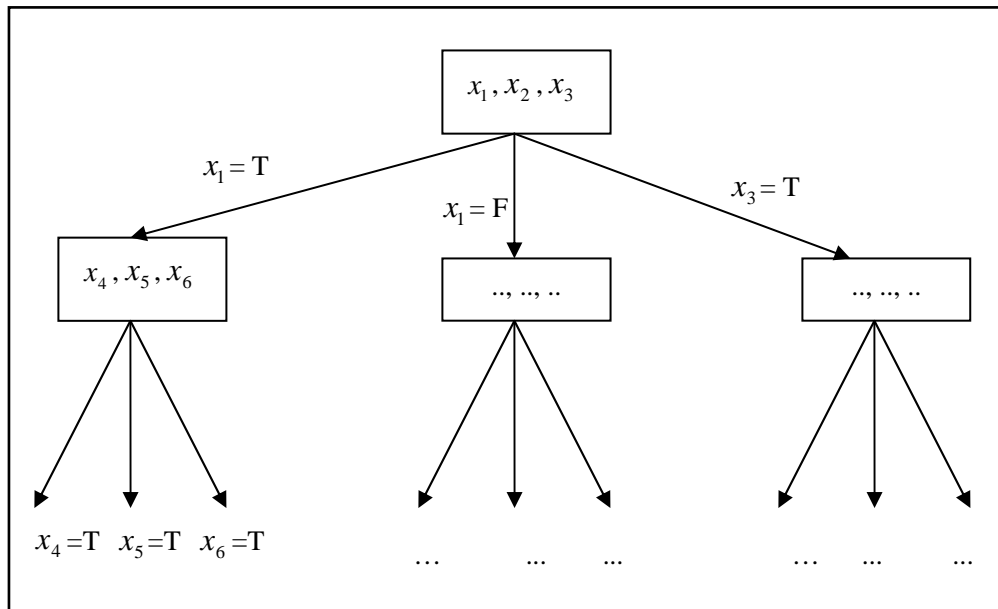 x₁, x₂, x₃
x₁ = T
x₁ = F
x₃ = T
x₄, x₅, x₆
.., .., ..
.., .., ..
x₄ =T x₅ =T x₆ =T
... ... ... ... ... ...